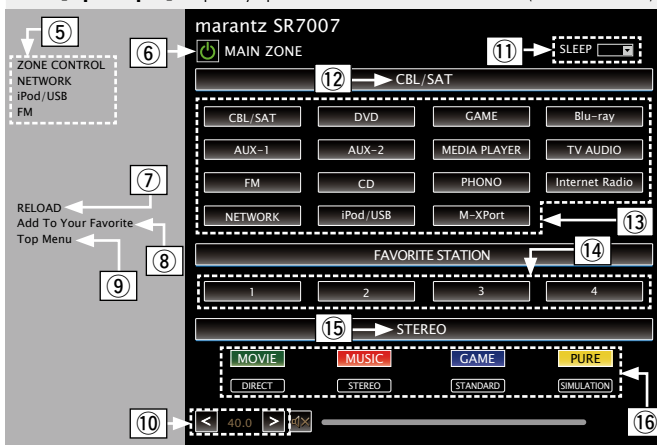 marantz SR7007
⑤
⑥ MAIN ZONE
⑪ SLEEP
ZONE CONTROL
NETWORK
iPod/USB
FM
⑫ CBL/SAT
CBL/SAT DVD GAME Blu-ray
AUX-1 AUX-2 MEDIA PLAYER TV AUDIO
FM CD PHONO Internet Radio
NETWORK iPod/USB M-XPort
⑬
⑦
RELOAD
Add To Your Favorite
Top Menu
⑧
⑨
FAVORITE STATION ⑭
1 2 3 4
⑮ STEREO
MOVIE MUSIC GAME PURE
DIRECT STEREO STANDARD SIMULATION
⑯
⑩ < 40.0 >